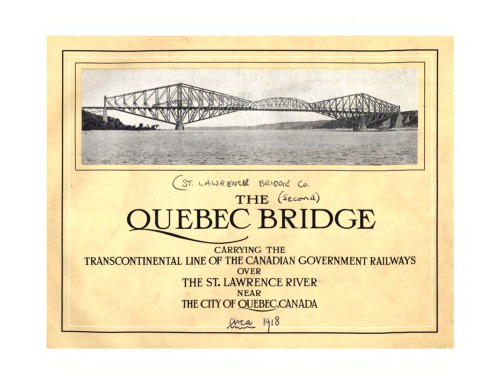 (ST. LAWRENCE BRIDGE Co.
THE (Second)
QUEBEC BRIDGE
CARRYING THE
TRANSCONTINENTAL LINE OF THE CANADIAN GOVERNMENT RAILWAYS
OVER
THE ST. LAWRENCE RIVER
NEAR
THE CITY OF QUEBEC, CANADA
circa 1918